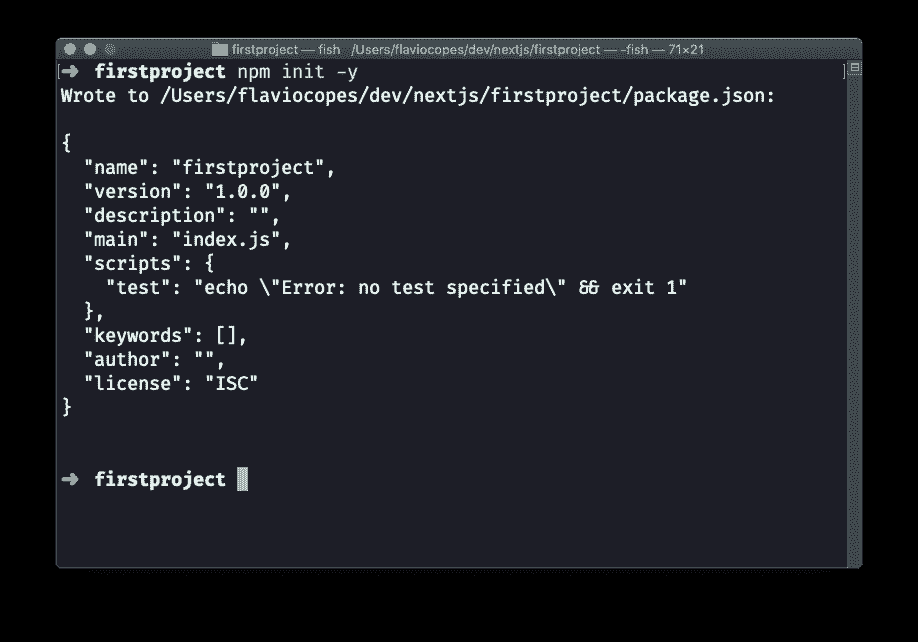 firstproject — fish /Users/flaviocopes/dev/nextjs/firstproject — -fish — 71×21
[➜ firstproject npm init -y ]
Wrote to /Users/flaviocopes/dev/nextjs/firstproject/package.json:
{
  "name": "firstproject",
  "version": "1.0.0",
  "description": "",
  "main": "index.js",
  "scripts": {
    "test": "echo \"Error: no test specified\" && exit 1"
  },
  "keywords": [],
  "author": "",
  "license": "ISC"
}
➜ firstproject